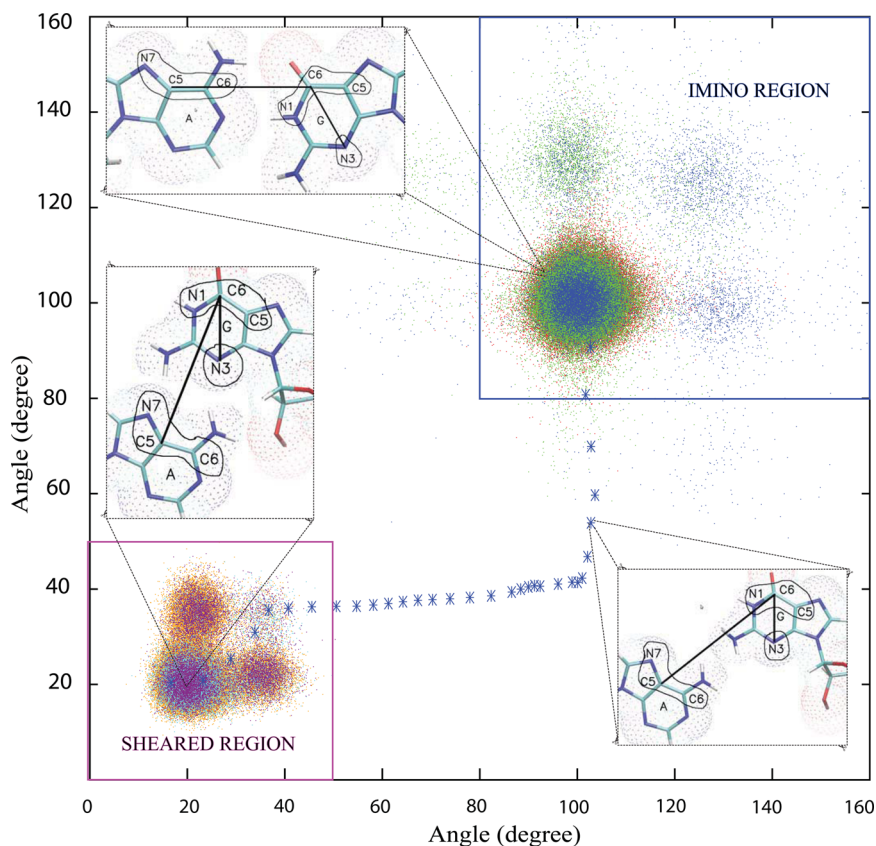 160
140
120
100
80
60
40
20
0
Angle (degree)
0
20
40
60
80
100
120
140
160
Angle (degree)
IMINO REGION
SHEARED REGION
N7
C5
C6
A
C6
C5
N1
G
N3
N1
C6
C5
G
N3
N7
C5
C6
A
N1
C6
C5
G
N3
N7
C5
C6
A